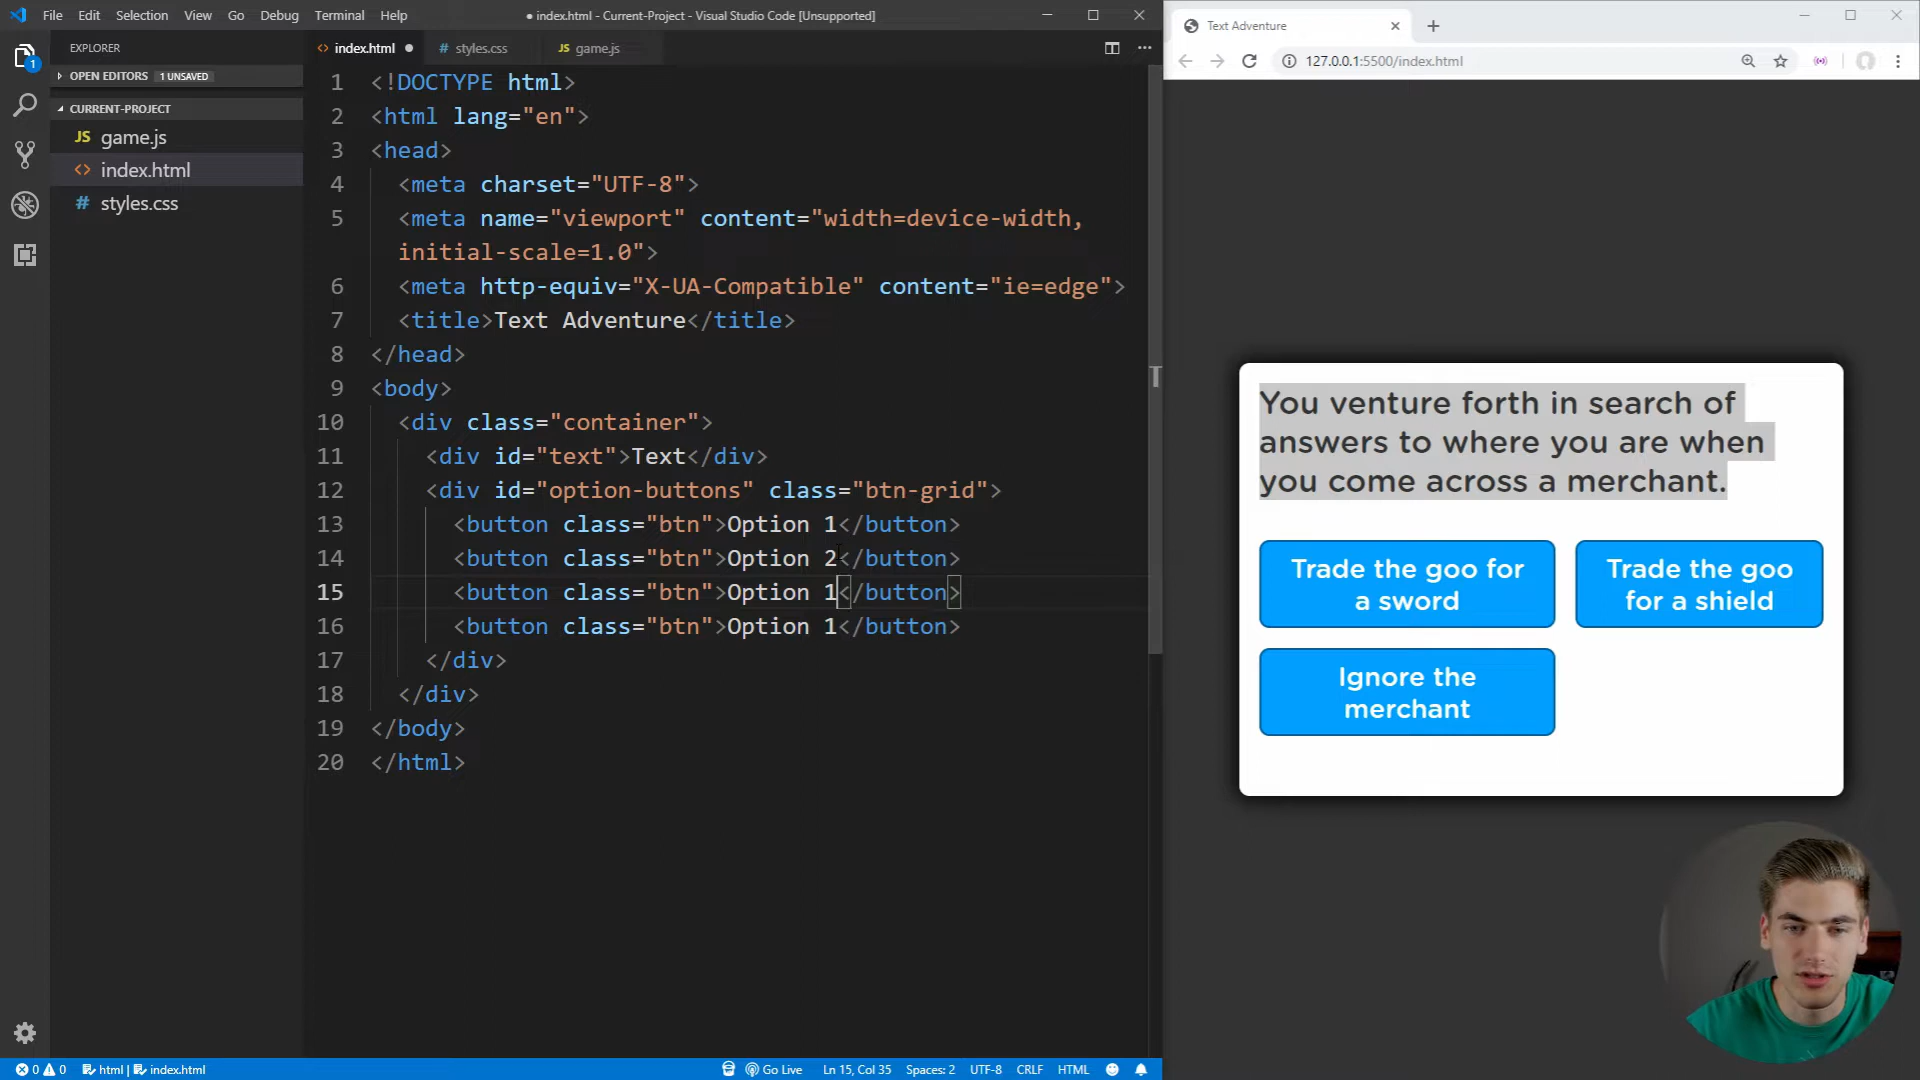 File Edit Selection View Go Debug Terminal Help
● index.html - Current-Project - Visual Studio Code [Unsupported]
EXPLORER
1
OPEN EDITORS 1 UNSAVED
CURRENT-PROJECT
JS game.js
<> index.html
# styles.css
<> index.html ●
# styles.css
JS game.js
1 <!DOCTYPE html>
2 <html lang="en">
3 <head>
4 <meta charset="UTF-8">
5 <meta name="viewport" content="width=device-width,
initial-scale=1.0">
6 <meta http-equiv="X-UA-Compatible" content="ie=edge">
7 <title>Text Adventure</title>
8 </head>
9 <body>
10 <div class="container">
11 <div id="text">Text</div>
12 <div id="option-buttons" class="btn-grid">
13 <button class="btn">Option 1</button>
14 <button class="btn">Option 2</button>
15 <button class="btn">Option 1</button>
16 <button class="btn">Option 1</button>
17 </div>
18 </div>
19 </body>
20 </html>
0 0 html | index.html
Go Live Ln 15, Col 35 Spaces: 2 UTF-8 CRLF HTML
Text Adventure
127.0.0.1:5500/index.html
You venture forth in search of
answers to where you are when
you come across a merchant.
Trade the goo for
a sword
Trade the goo
for a shield
Ignore the
merchant